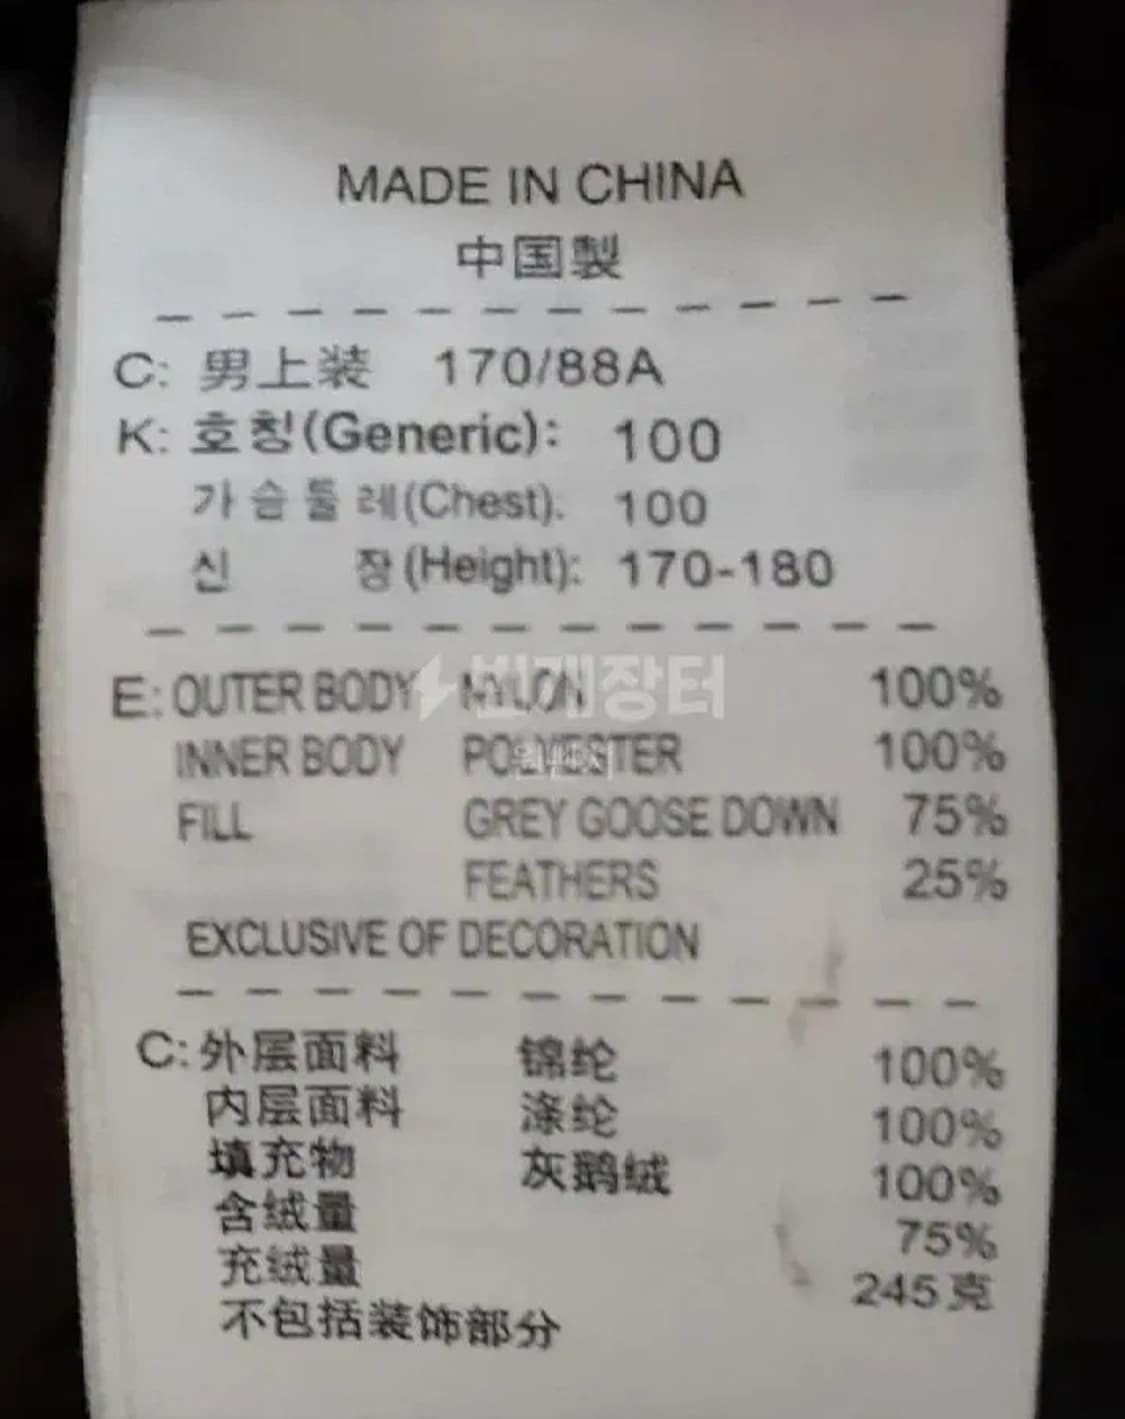 MADE IN CHINA
中国製
C: 男上装 170/88A
K: 호칭(Generic): 100
가슴둘레(Chest): 100
신 장(Height): 170-180
번개장터
E: OUTER BODY NYLON 100%
INNER BODY POLYESTER 100%
FILL GREY GOOSE DOWN 75%
FEATHERS 25%
EXCLUSIVE OF DECORATION
C: 外层面料 锦纶 100%
内层面料 涤纶 100%
填充物 灰鹅绒 100%
含绒量 75%
充绒量 245克
不包括装饰部分